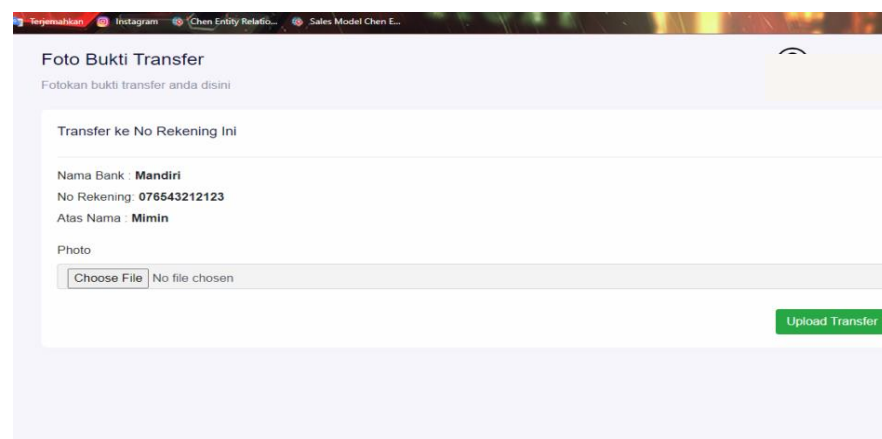 Terjemahkan Instagram Chen Entity Relatio... Sales Model Chen E...
Foto Bukti Transfer
Fotokan bukti transfer anda disini
Transfer ke No Rekening Ini
Nama Bank : Mandiri
No Rekening: 076543212123
Atas Nama : Mimin
Photo
Choose File No file chosen
Upload Transfer